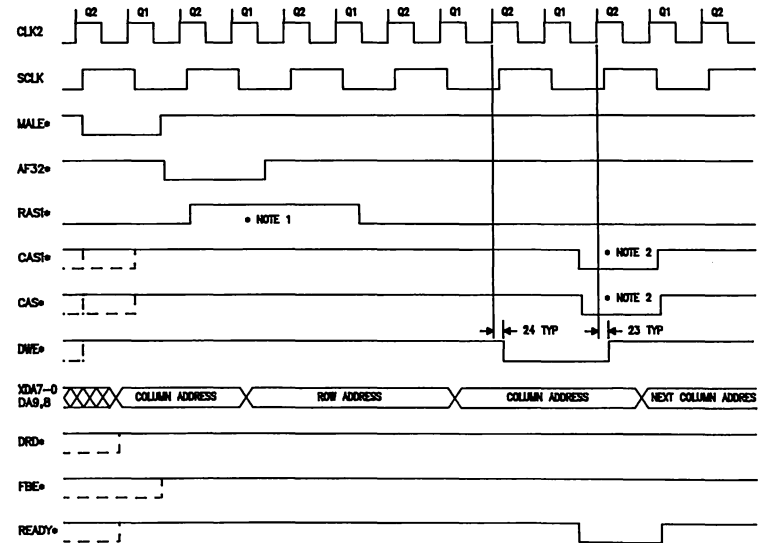 Q2 Q1 Q2 Q1 Q2 Q1 Q2 Q1 Q2 Q1 Q2 Q1 Q2
CLK2
SCLK
MALE*
AF32*
RASi*
* NOTE 1
CASi*
* NOTE 2
CAS*
* NOTE 2
24 TYP
23 TYP
DWE*
XDA7-0
DA9,8
COLUMN ADDRESS
ROW ADDRESS
COLUMN ADDRESS
NEXT COLUMN ADDRES
DRD*
FBE*
READY*